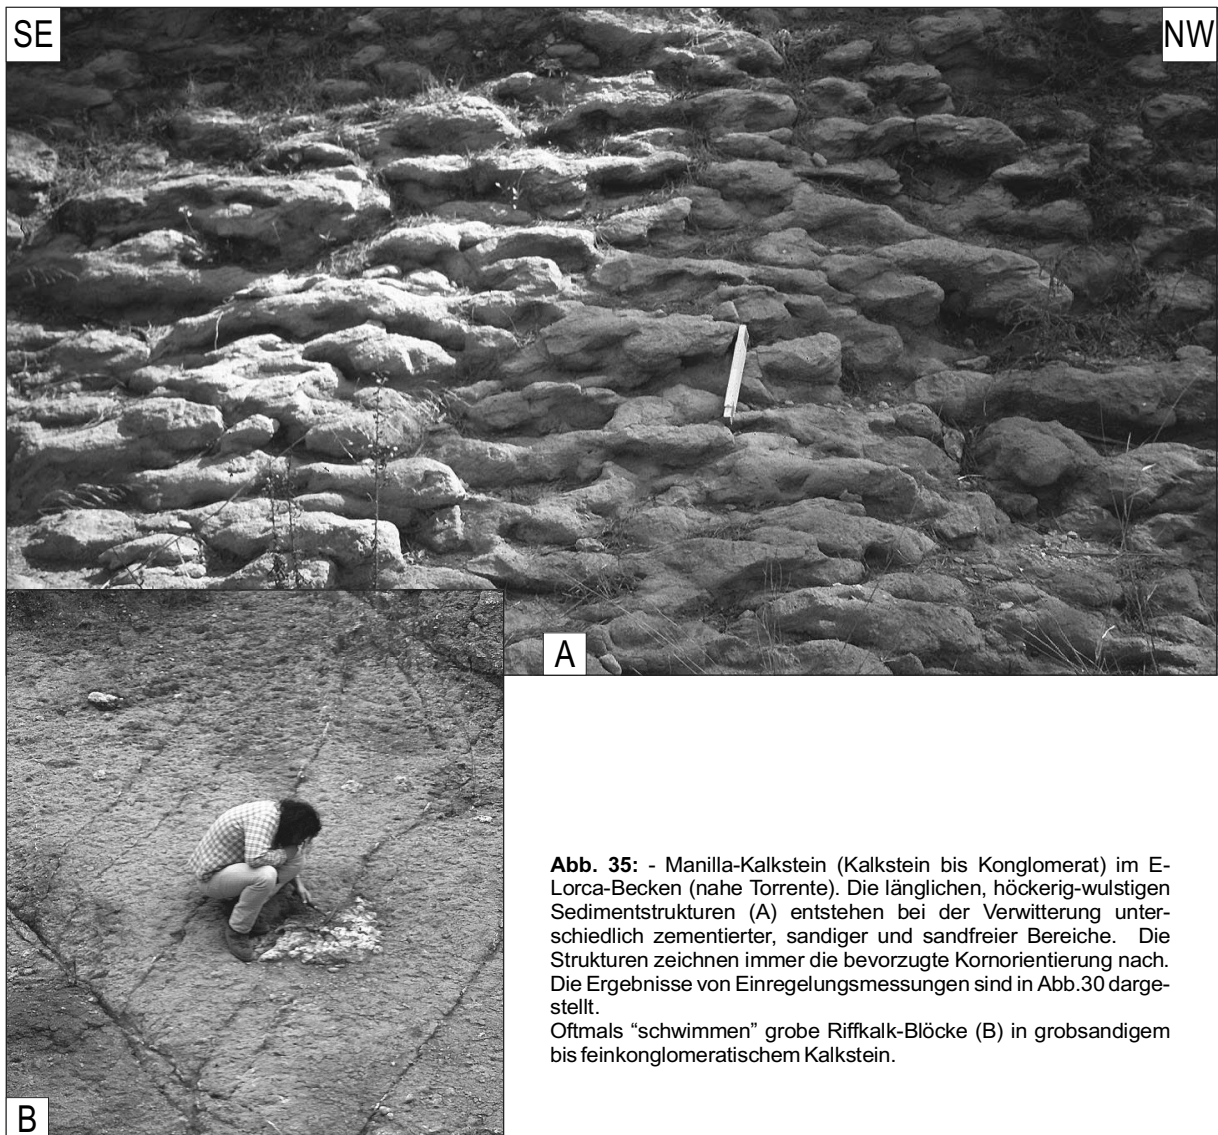 SE
NW
A
B
Abb. 35: - Manilla-Kalkstein (Kalkstein bis Konglomerat) im E-
Lorca-Becken (nahe Torrente). Die länglichen, höckerig-wulstigen
Sedimentstrukturen (A) entstehen bei der Verwitterung unter-
schiedlich zementierter, sandiger und sandfreier Bereiche. Die
Strukturen zeichnen immer die bevorzugte Kornorientierung nach.
Die Ergebnisse von Einregelungsmessungen sind in Abb.30 darge-
stellt.
Oftmals “schwimmen” grobe Riffkalk-Blöcke (B) in grobsandigem
bis feinkonglomeratischem Kalkstein.